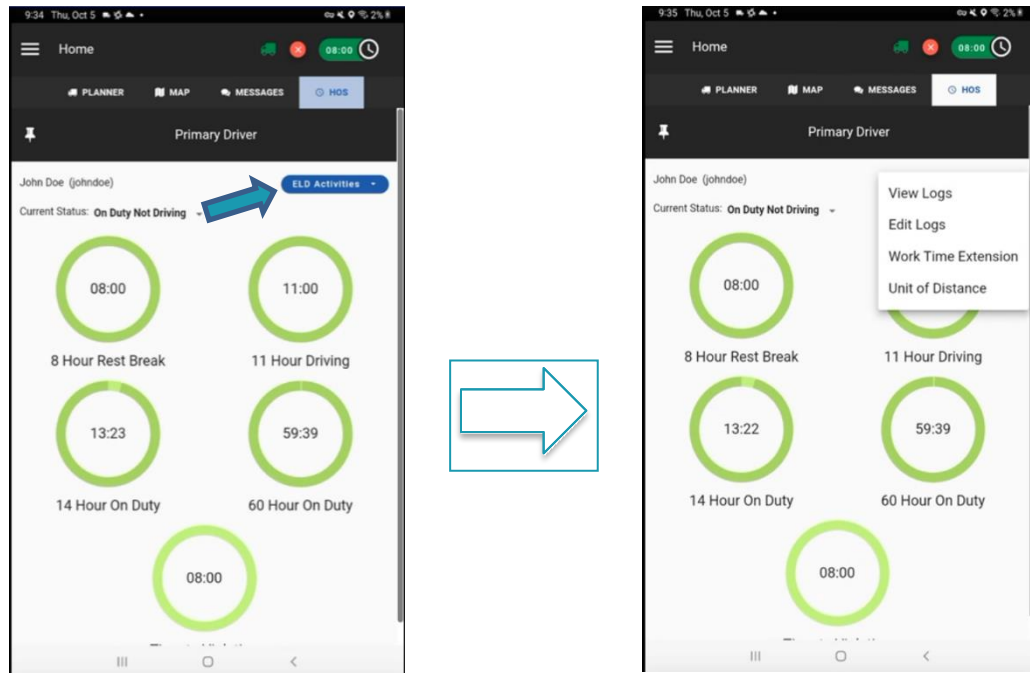 9:34 Thu, Oct 5
2%
Home
08:00
PLANNER MAP MESSAGES HOS
Primary Driver
John Doe (johndoe)
ELD Activities
Current Status: On Duty Not Driving
08:00
11:00
8 Hour Rest Break
11 Hour Driving
13:23
59:39
14 Hour On Duty
60 Hour On Duty
08:00
9:35 Thu, Oct 5
2%
Home
08:00
PLANNER MAP MESSAGES HOS
Primary Driver
John Doe (johndoe)
Current Status: On Duty Not Driving
View Logs
Edit Logs
Work Time Extension
Unit of Distance
08:00
8 Hour Rest Break
11 Hour Driving
13:22
59:39
14 Hour On Duty
60 Hour On Duty
08:00